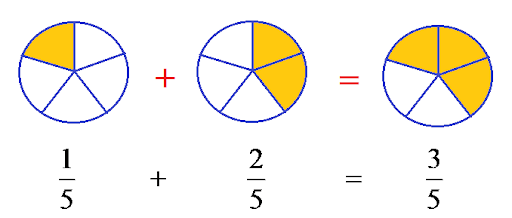 + =
1/5 + 2/5 = 3/5